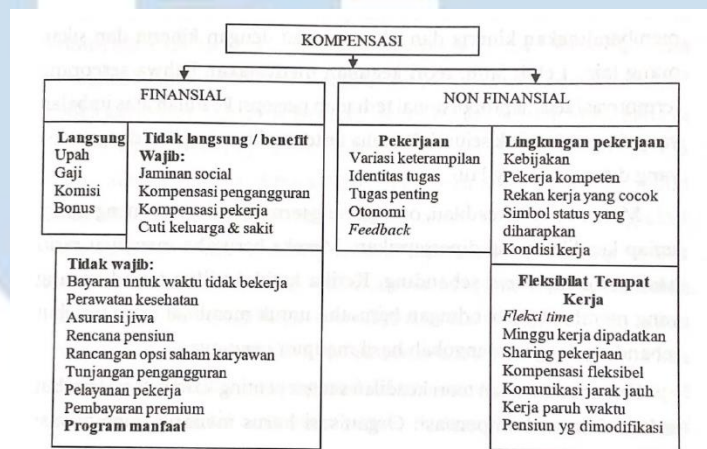 KOMPENSASI
FINANSIAL
Langsung
Upah
Gaji
Komisi
Bonus
Tidak langsung / benefit
Wajib:
Jaminan social
Kompensasi pengangguran
Kompensasi pekerja
Cuti keluarga & sakit
Tidak wajib:
Bayaran untuk waktu tidak bekerja
Perawatan kesehatan
Asuransi jiwa
Rencana pensiun
Rancangan opsi saham karyawan
Tunjangan pengangguran
Pelayanan pekerja
Pembayaran premium
Program manfaat
NON FINANSIAL
Pekerjaan
Variasi keterampilan
Identitas tugas
Tugas penting
Otonomi
Feedback
Lingkungan pekerjaan
Kebijakan
Pekerja kompeten
Rekan kerja yang cocok
Simbol status yang
diharapkan
Kondisi kerja
Fleksibilat Tempat
Kerja
Fleksi time
Minggu kerja dipadatkan
Sharing pekerjaan
Kompensasi fleksibel
Komunikasi jarak jauh
Kerja paruh waktu
Pensiun yg dimodifikasi